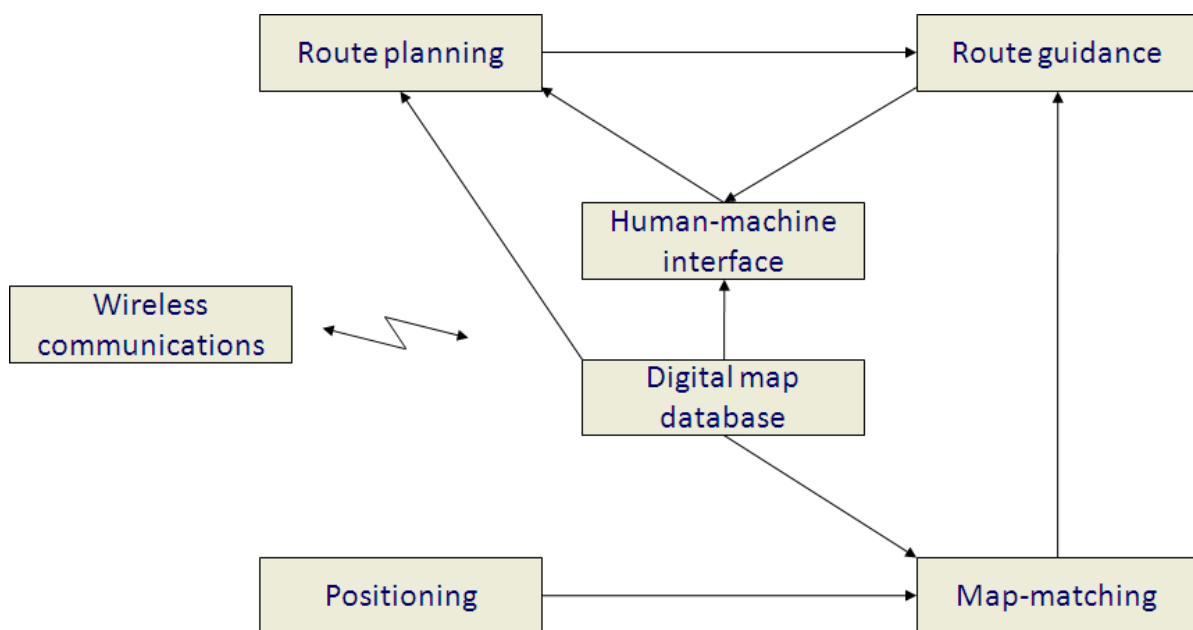 Route planning
Route guidance
Human-machine
interface
Wireless
communications
Digital map
database
Positioning
Map-matching